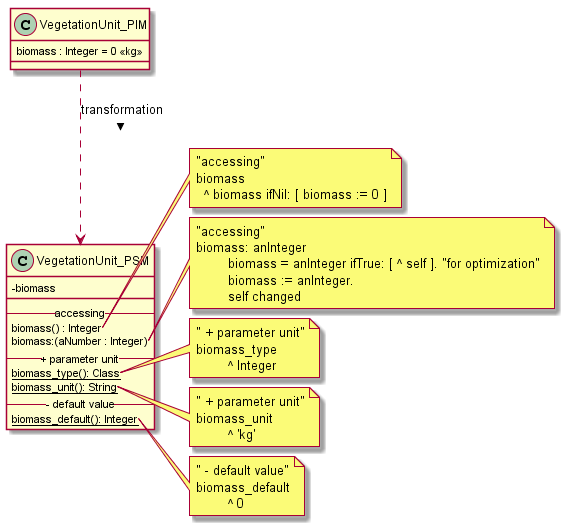 C VegetationUnit_PIM
biomass : Integer = 0 «kg»
transformation
"accessing"
biomass
^ biomass ifNil: [ biomass := 0 ]
"accessing"
biomass: anInteger
biomass = anInteger ifTrue: [ ^ self ]. "for optimization"
biomass := anInteger.
self changed
C VegetationUnit_PSM
-biomass
accessing
biomass() : Integer
biomass:(aNumber : Integer)
+ parameter unit
biomass_type(): Class
biomass_unit(): String
- default value
biomass_default(): Integer
" + parameter unit"
biomass_type
^ Integer
" + parameter unit"
biomass_unit
^ 'kg'
" - default value"
biomass_default
^ 0